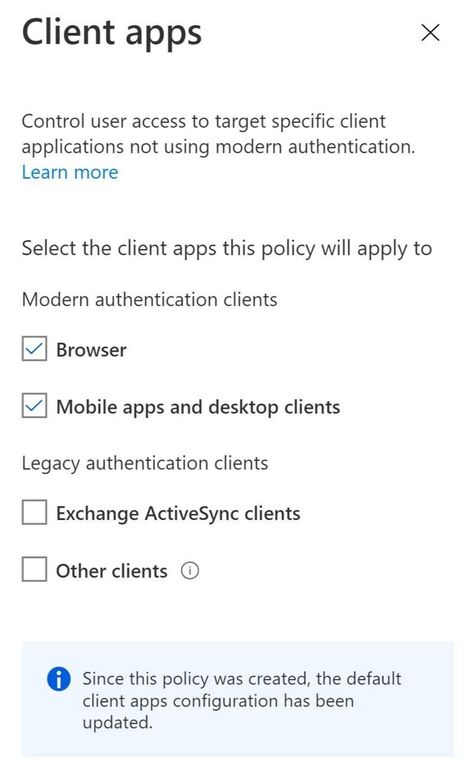 Client apps
Control user access to target specific client
applications not using modern authentication.
Learn more
Select the client apps this policy will apply to
Modern authentication clients
Browser
Mobile apps and desktop clients
Legacy authentication clients
Exchange ActiveSync clients
Other clients
Since this policy was created, the default
client apps configuration has been
updated.